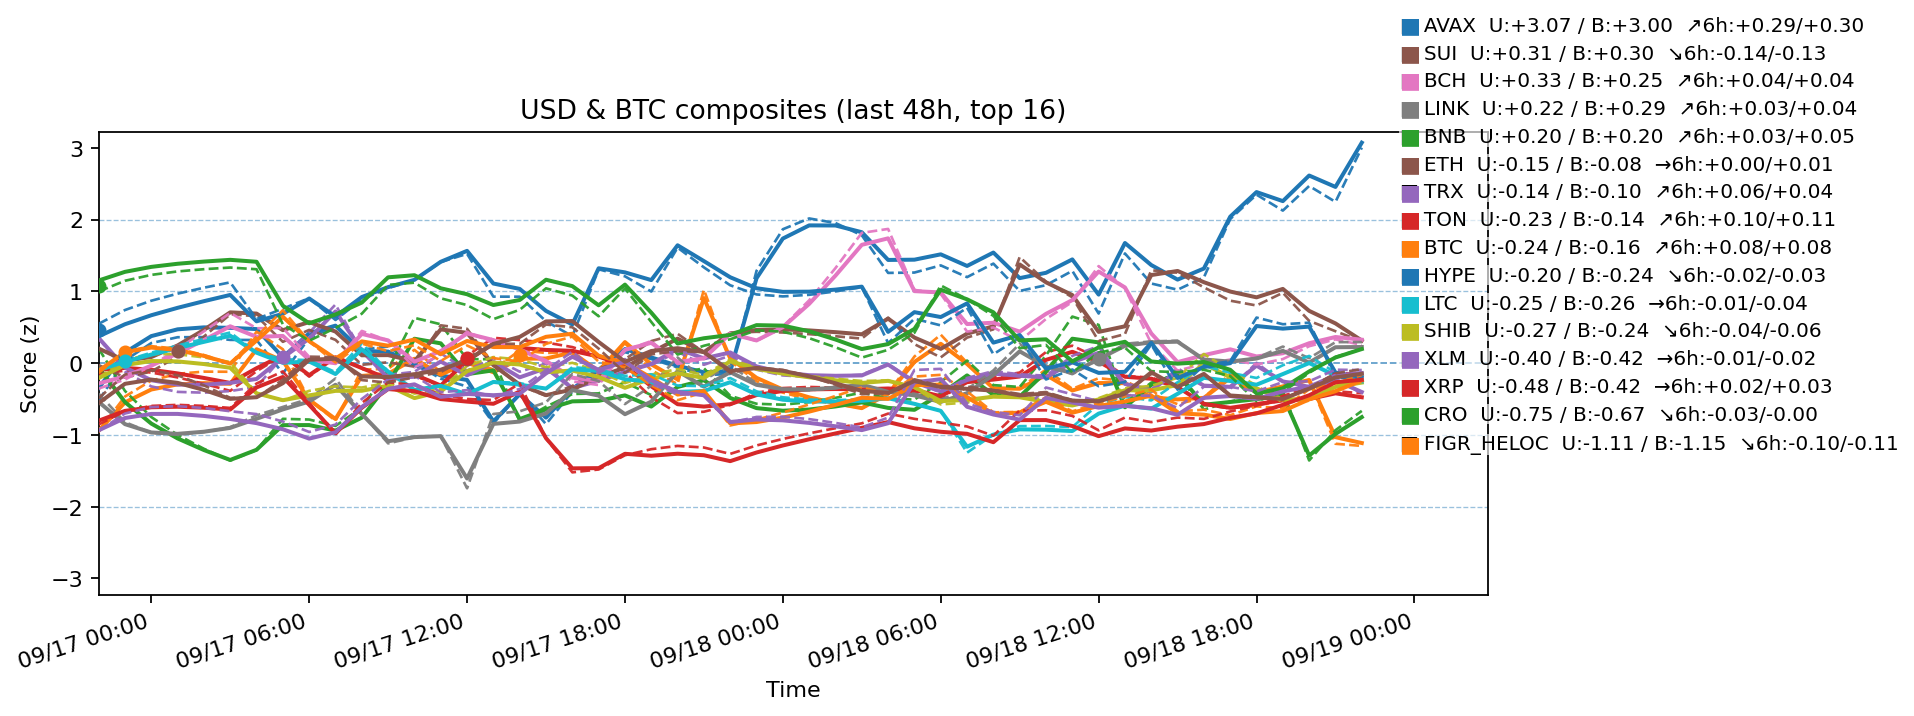 USD & BTC composites (last 48h, top 16)
AVAX  U:+3.07 / B:+3.00  ↗6h:+0.29/+0.30
SUI  U:+0.31 / B:+0.30  ↘6h:-0.14/-0.13
BCH  U:+0.33 / B:+0.25  ↗6h:+0.04/+0.04
LINK  U:+0.22 / B:+0.29  ↗6h:+0.03/+0.04
BNB  U:+0.20 / B:+0.20  ↗6h:+0.03/+0.05
ETH  U:-0.15 / B:-0.08  →6h:+0.00/+0.01
TRX  U:-0.14 / B:-0.10  ↗6h:+0.06/+0.04
TON  U:-0.23 / B:-0.14  ↗6h:+0.10/+0.11
BTC  U:-0.24 / B:-0.16  ↗6h:+0.08/+0.08
HYPE  U:-0.20 / B:-0.24  ↘6h:-0.02/-0.03
LTC  U:-0.25 / B:-0.26  →6h:-0.01/-0.04
SHIB  U:-0.27 / B:-0.24  ↘6h:-0.04/-0.06
XLM  U:-0.40 / B:-0.42  →6h:-0.01/-0.02
XRP  U:-0.48 / B:-0.42  →6h:+0.02/+0.03
CRO  U:-0.75 / B:-0.67  ↘6h:-0.03/-0.00
FIGR_HELOC  U:-1.11 / B:-1.15  ↘6h:-0.10/-0.11
Score (z)
3
2
1
0
−1
−2
−3
09/17 00:00
09/17 06:00
09/17 12:00
09/17 18:00
09/18 00:00
09/18 06:00
09/18 12:00
09/18 18:00
09/19 00:00
Time